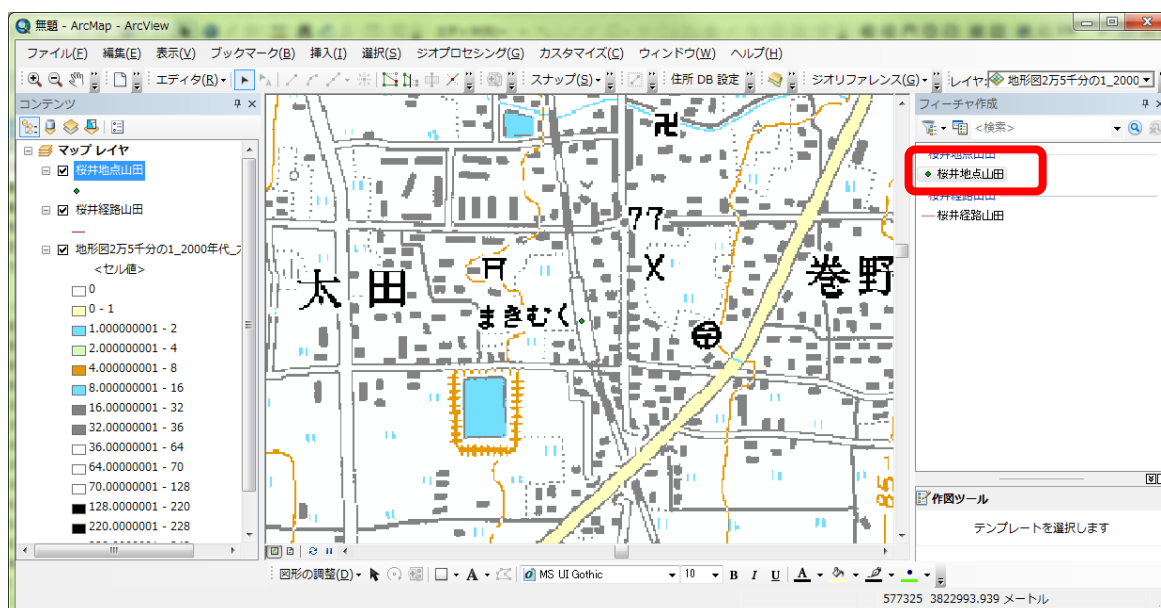 無題 - ArcMap - ArcView
ファイル(F) 編集(E) 表示(V) ブックマーク(B) 挿入(I) 選択(S) ジオプロセシング(G) カスタマイズ(C) ウィンドウ(W) ヘルプ(H)
エディタ(R) スナップ(S) 住所 DB 設定 ジオリファレンス(G) レイヤ: 地形図2万5千分の1_2000
コンテンツ
マップ レイヤ
桜井地点山田
桜井経路山田
地形図2万5千分の1_2000年代_
<セル値>
0
0 - 1
1.000000001 - 2
2.000000001 - 4
4.000000001 - 8
8.00000001 - 16
16.00000001 - 32
32.00000001 - 36
36.00000001 - 64
64.00000001 - 70
70.00000001 - 128
128.0000001 - 220
220.0000001 - 228
卍
77
太田
まきむく
巻野
85
フィーチャ作成
<検索>
桜井地点山田
桜井地点山田
桜井経路山田
桜井経路山田
作図ツール
テンプレートを選択します
図形の調整(D) A MS UI Gothic 10 B I U A
577325 3822993.939 メートル